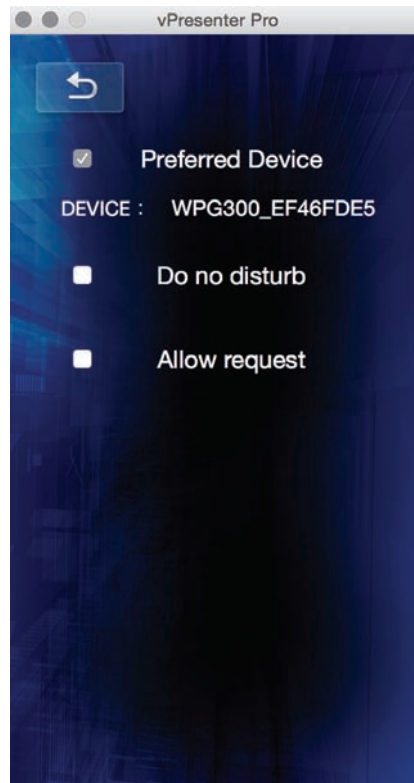 vPresenter Pro
Preferred Device
DEVICE : WPG300_EF46FDE5
Do no disturb
Allow request